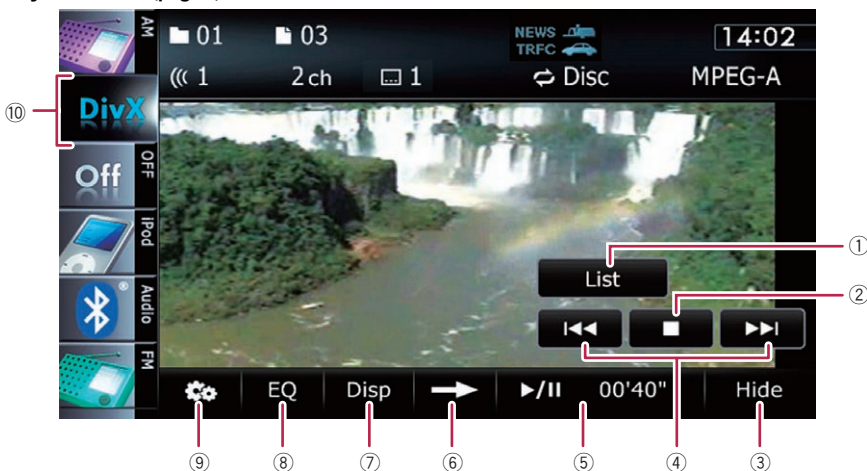 AM
01 03 NEWS TRFC 14:02
1 2 ch 1 Disc MPEG-A
⑩
DivX
OFF
Off
iPod
Audio
FM
①
List
②
EQ Disp ►/II 00'40" Hide
⑨ ⑧ ⑦ ⑥ ⑤ ④ ③